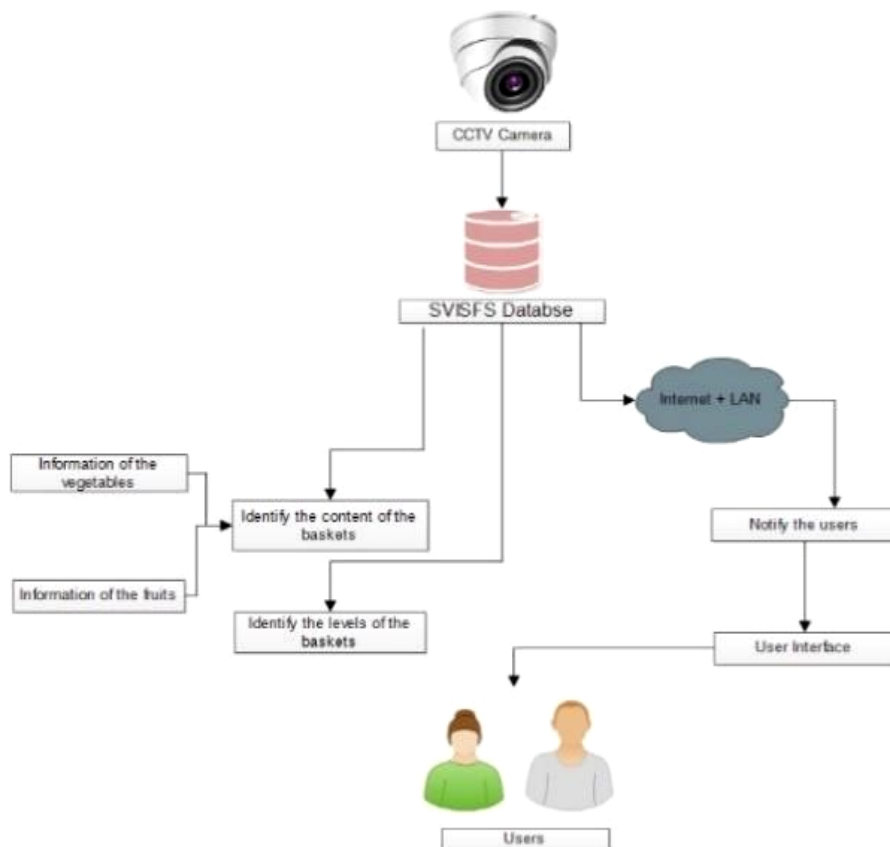 CCTV Camera
SVISFS Databse
Internet + LAN
Information of the
vegetables
Identify the content of the
baskets
Notify the users
Information of the fruits
Identify the levels of the
baskets
User Interface
Users